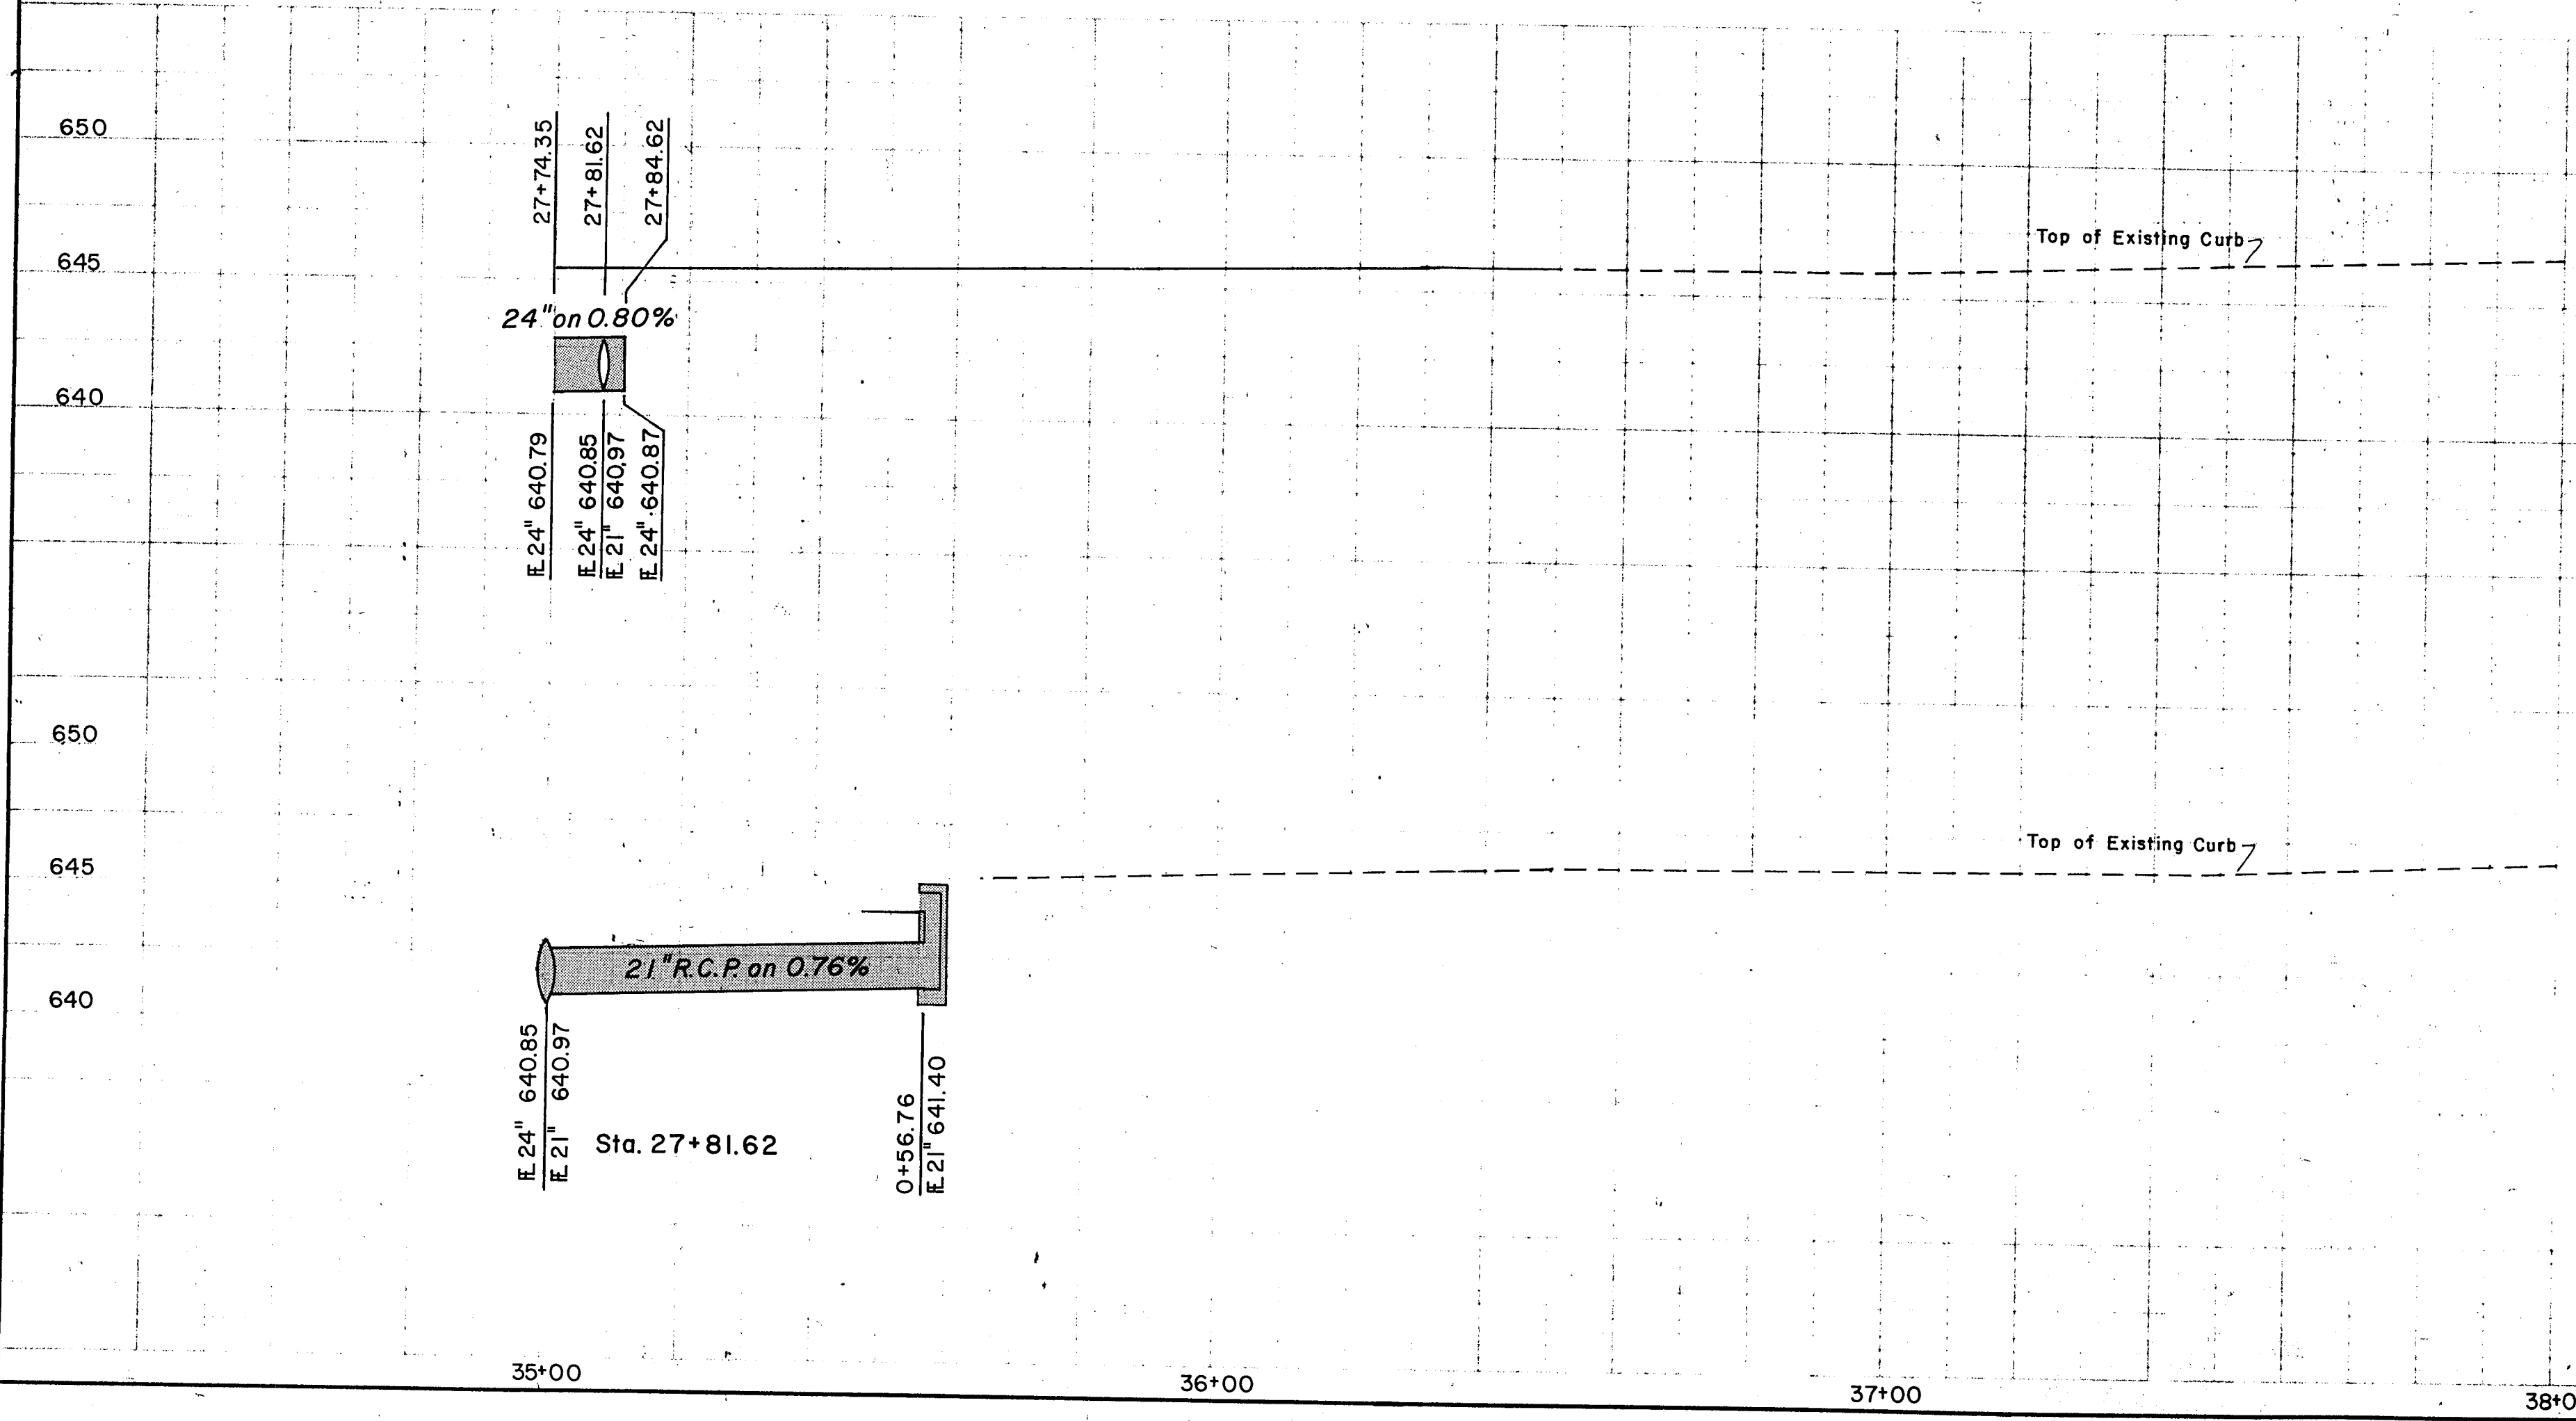 650
27+74.35
27+81.62
27+84.62
645
Top of Existing Curb
24" on 0.80%
640
FL 24" 640.79
FL 24" 640.85
FL 21" 640.97
FL 24" 640.87
650
Top of Existing Curb
645
21" R.C.P. on 0.76%
640
FL 24" 640.85
FL 21" 640.97
Sta. 27+81.62
0+56.76
FL 21" 641.40
35+00
36+00
37+00
38+0